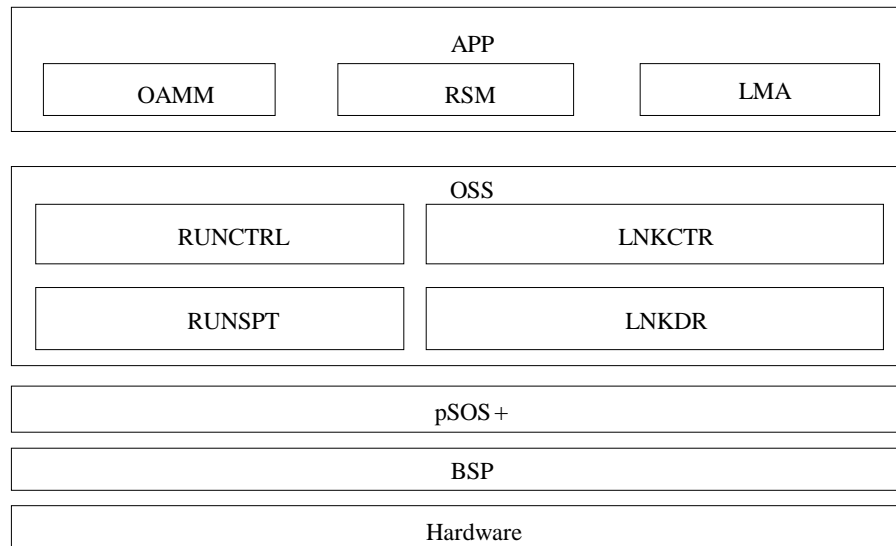 APP
OAMM
RSM
LMA
OSS
RUNCTRL
LNKCTR
RUNSPT
LNKDR
pSOS+
BSP
Hardware